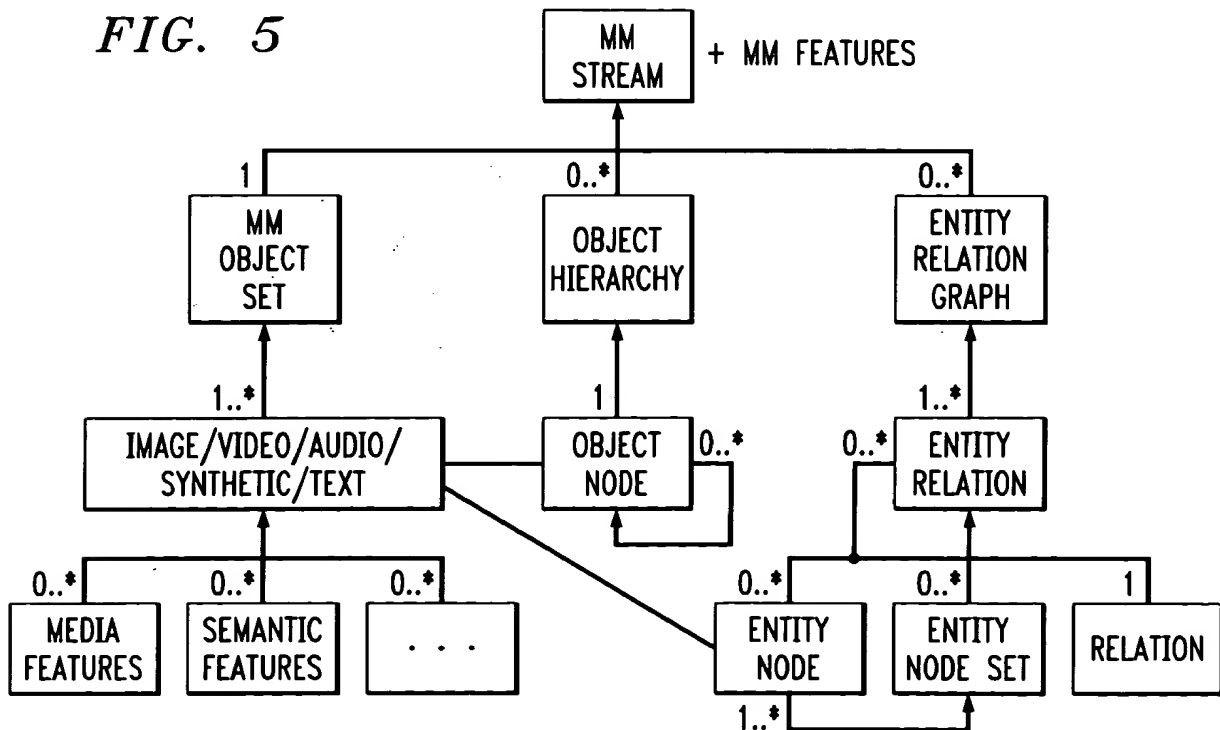 FIG. 5
MM
STREAM
+ MM FEATURES
1
0..*
0..*
MM
OBJECT
SET
OBJECT
HIERARCHY
ENTITY
RELATION
GRAPH
1..*
1
1..*
IMAGE/VIDEO/AUDIO/
SYNTHETIC/TEXT
OBJECT
NODE
0..*
0..*
ENTITY
RELATION
0..*
0..*
0..*
0..*
0..*
1
MEDIA
FEATURES
SEMANTIC
FEATURES
. . .
ENTITY
NODE
ENTITY
NODE SET
RELATION
1..*